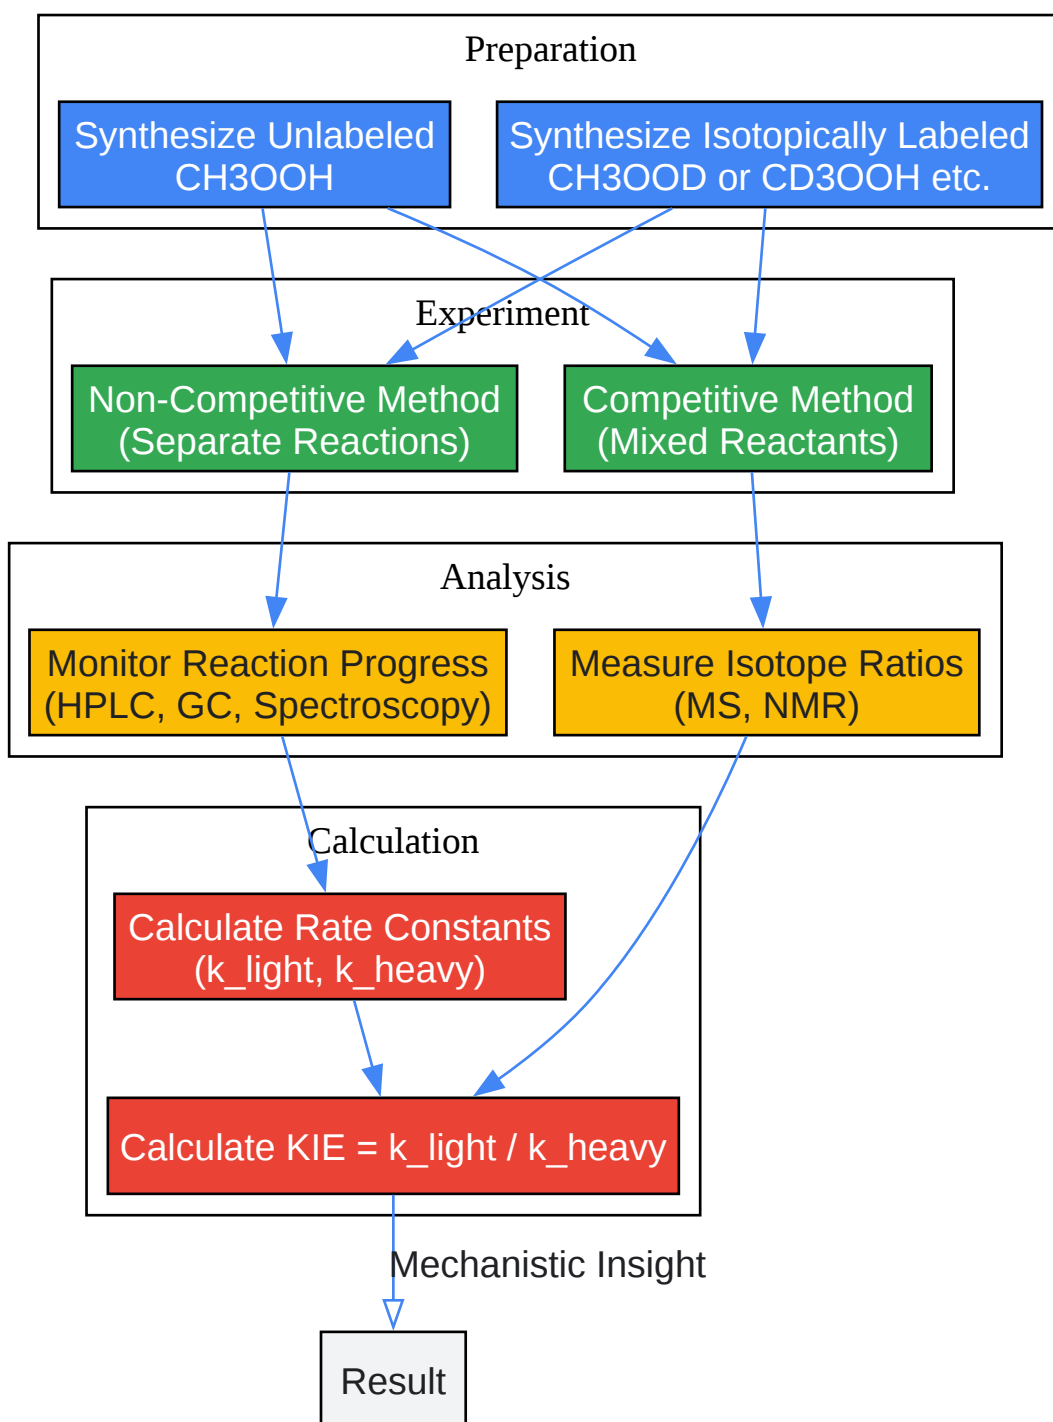 Preparation
Synthesize Unlabeled
CH3OOH
Synthesize Isotopically Labeled
CH3OOD or CD3OOH etc.
Experiment
Non-Competitive Method
(Separate Reactions)
Competitive Method
(Mixed Reactants)
Analysis
Monitor Reaction Progress
(HPLC, GC, Spectroscopy)
Measure Isotope Ratios
(MS, NMR)
Calculation
Calculate Rate Constants
(k_light, k_heavy)
Calculate KIE = k_light / k_heavy
Mechanistic Insight
Result